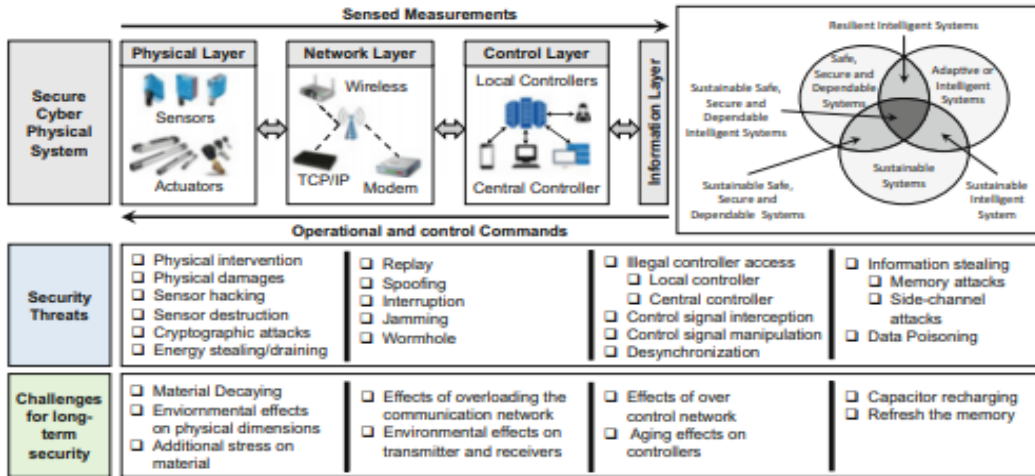 Sensed Measurements
Secure
Cyber
Physical
System
Physical Layer
Sensors
Actuators
Network Layer
Wireless
TCP/IP
Modem
Control Layer
Local Controllers
Central Controller
Information Layer
Operational and control Commands
Resilient Intelligent Systems
Safe,
Secure and
Dependable
Systems
Adaptive or
Intelligent
Systems
Sustainable Safe,
Secure and
Dependable
Intelligent Systems
Sustainable
Systems
Sustainable Safe,
Secure and
Dependable Systems
Sustainable
Intelligent
System
Security
Threats
Physical intervention
Physical damages
Sensor hacking
Sensor destruction
Cryptographic attacks
Energy stealing/draining
Replay
Spoofing
Interruption
Jamming
Wormhole
Illegal controller access
Local controller
Central controller
Control signal interception
Control signal manipulation
Desynchronization
Information stealing
Memory attacks
Side-channel
attacks
Data Poisoning
Challenges
for long-
term
security
Material Decaying
Enviornmental effects
on physical dimensions
Additional stress on
material
Effects of overloading the
communication network
Environmental effects on
transmitter and receivers
Effects of over
control network
Aging effects on
controllers
Capacitor recharging
Refresh the memory